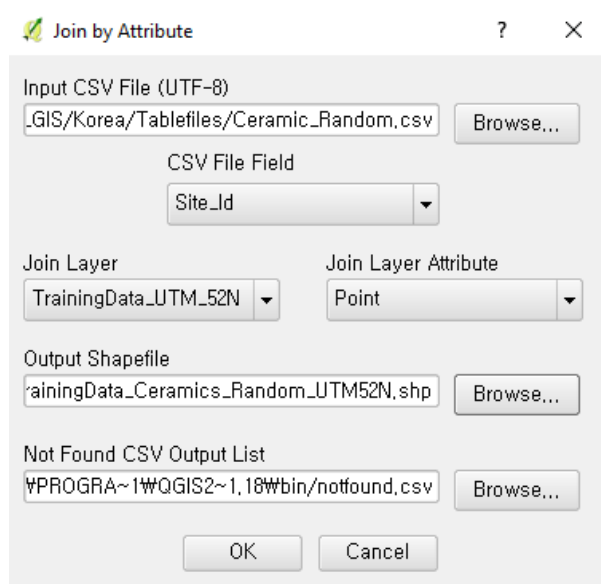 Join by Attribute ? ×
Input CSV File (UTF-8)
_GIS/Korea/Tablefiles/Ceramic_Random,csv Browse,,,
CSV File Field
Site_Id
Join Layer Join Layer Attribute
TrainingData_UTM_52N Point
Output Shapefile
rainingData_Ceramics_Random_UTM52N,shp Browse,,,
Not Found CSV Output List
₩PROGRA~1₩QGIS2~1,18₩bin/notfound,csv Browse,,,
OK Cancel